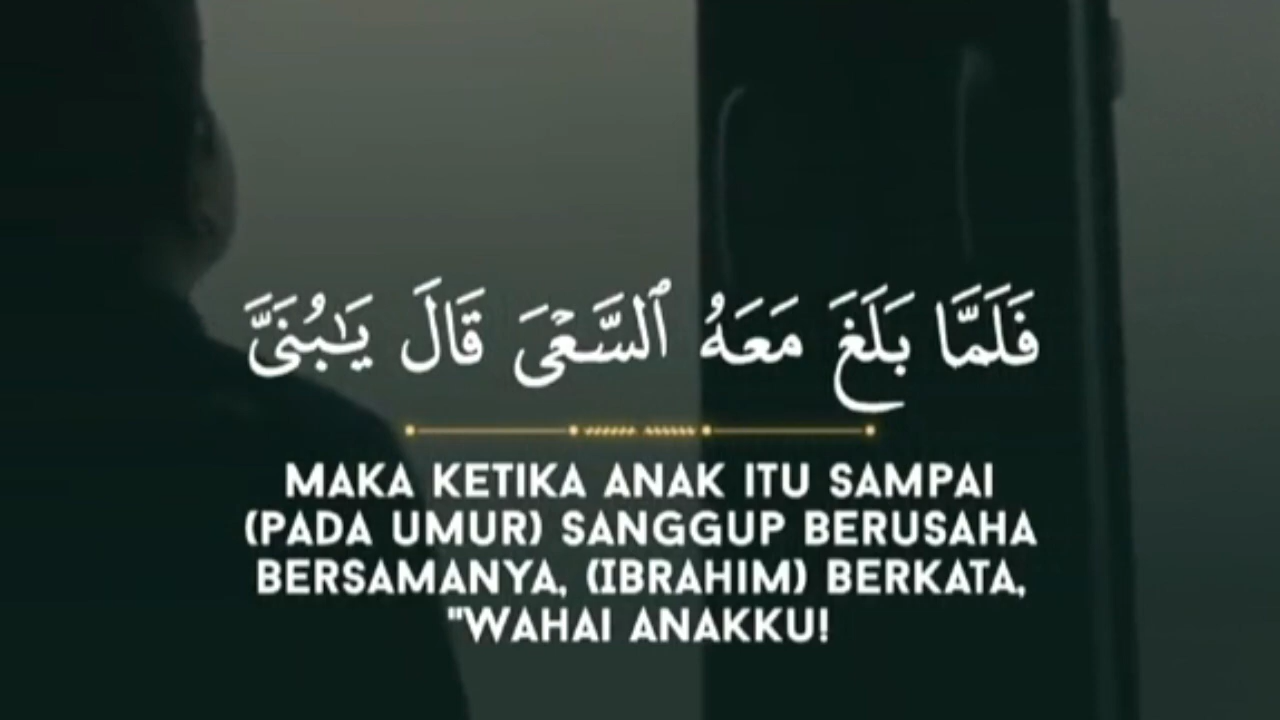 فَلَمَّا بَلَغَ مَعَهُ ٱلسَّعْىَ قَالَ يَـٰبُنَىَّ
MAKA KETIKA ANAK ITU SAMPAI
(PADA UMUR) SANGGUP BERUSAHA
BERSAMANYA, (IBRAHIM) BERKATA,
"WAHAI ANAKKU!